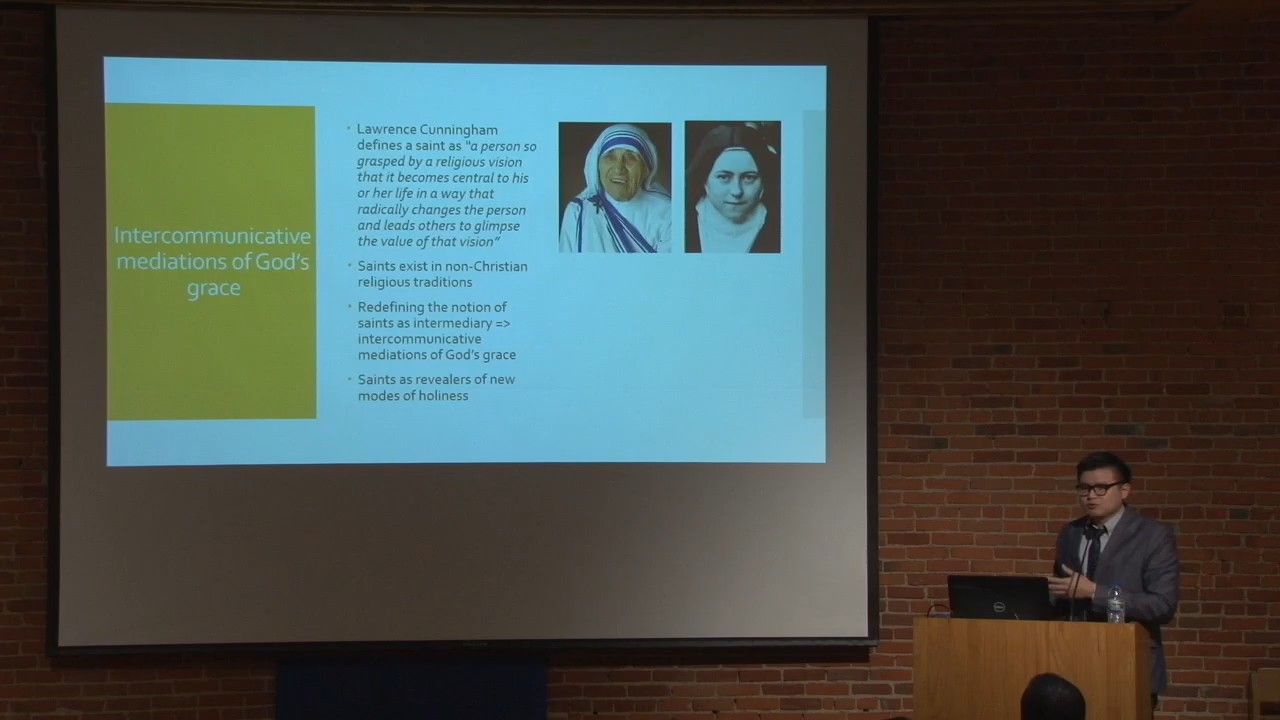 Intercommunicative
mediations of God's
grace
Lawrence Cunningham
defines a saint as "a person so
grasped by a religious vision
that it becomes central to his
or her life in a way that
radically changes the person
and leads others to glimpse
the value of that vision"
Saints exist in non-Christian
religious traditions
Redefining the notion of
saints as intermediary =>
intercommunicative
mediations of God's grace
Saints as revealers of new
modes of holiness
DELL